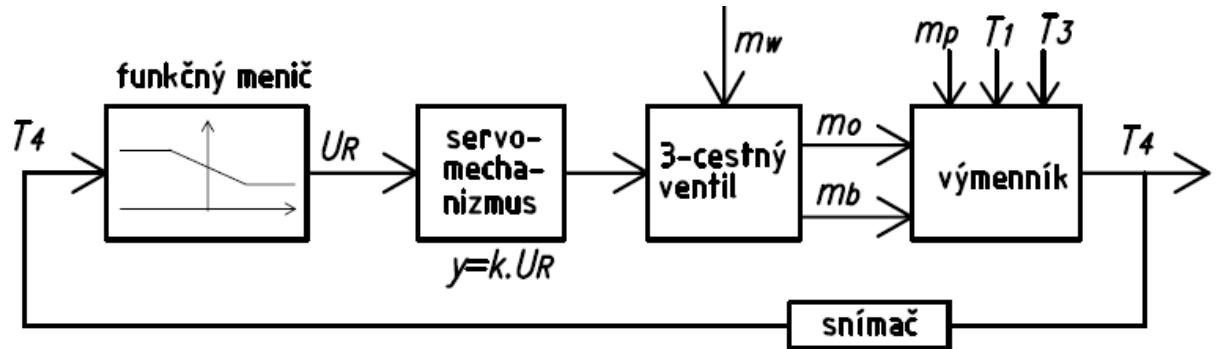 funkčný menič
T4
UR
servo-
mecha-
nizmus
y=k.UR
mw
3-cestný
ventil
mo
mb
mp
T1
T3
výmenník
T4
snímač